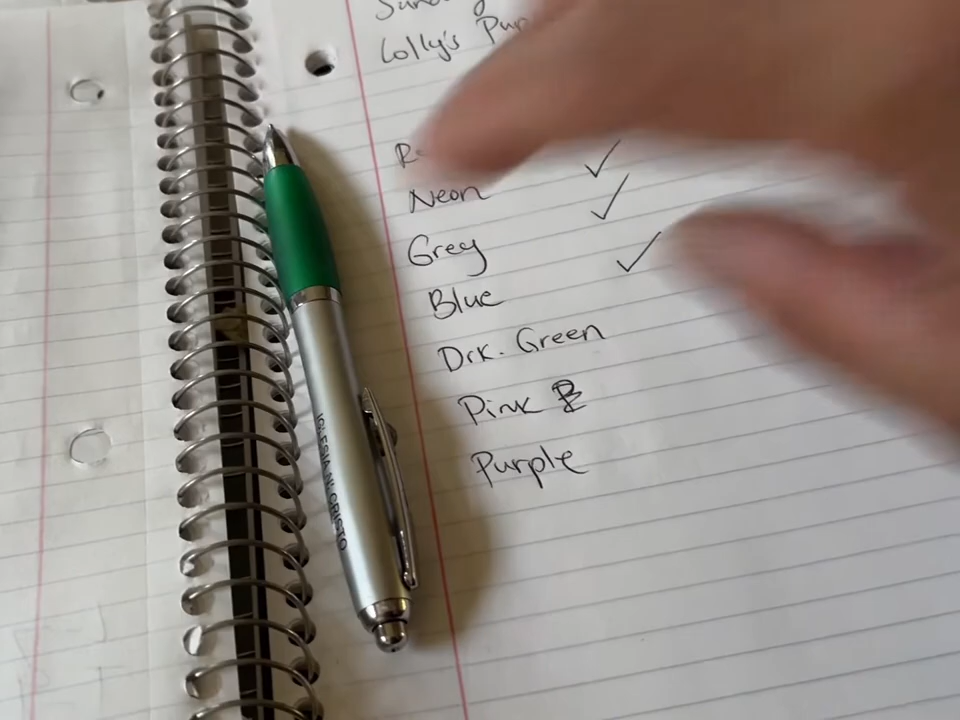 Lolly's
Neon ✓
Grey ✓
Blue ✓
Drk. Green
Pink B
Purple
IGLESIA NI CRISTO